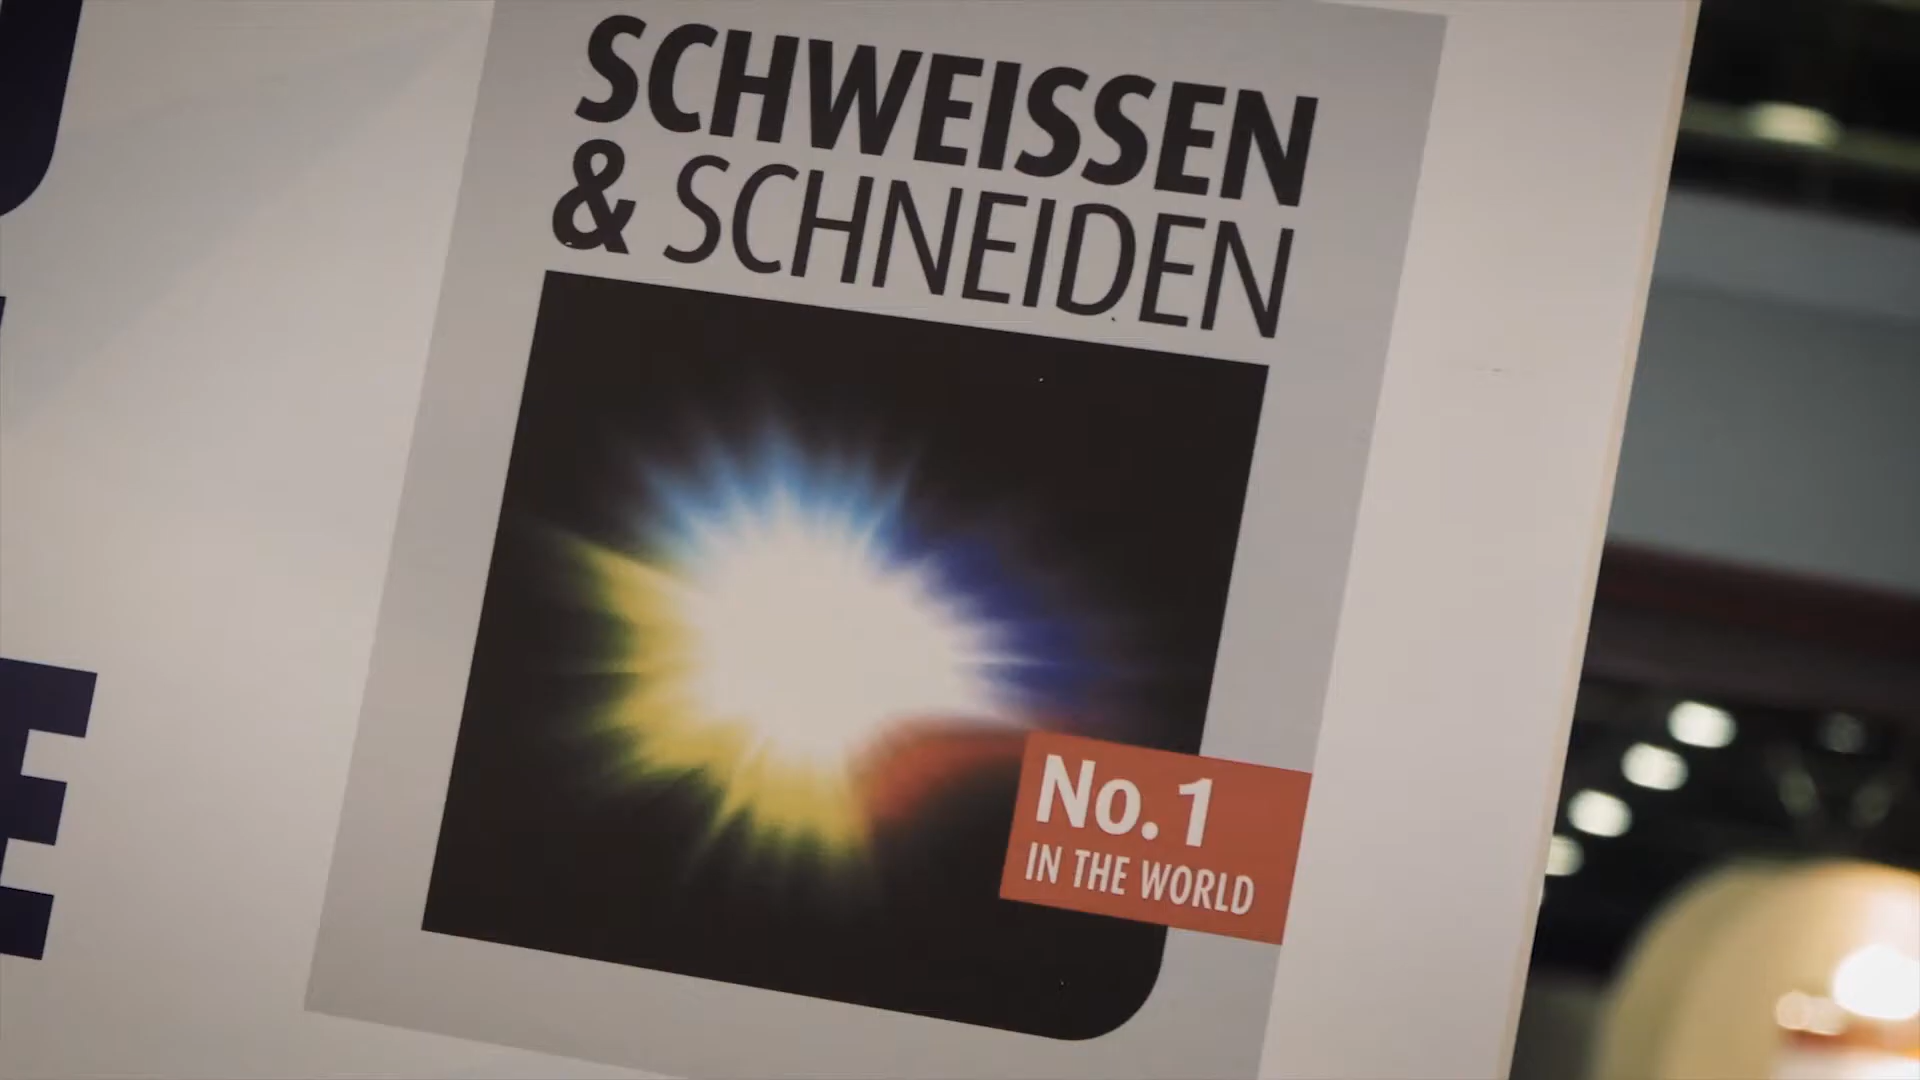 SCHWEISSEN
& SCHNEIDEN
No. 1
IN THE WORLD